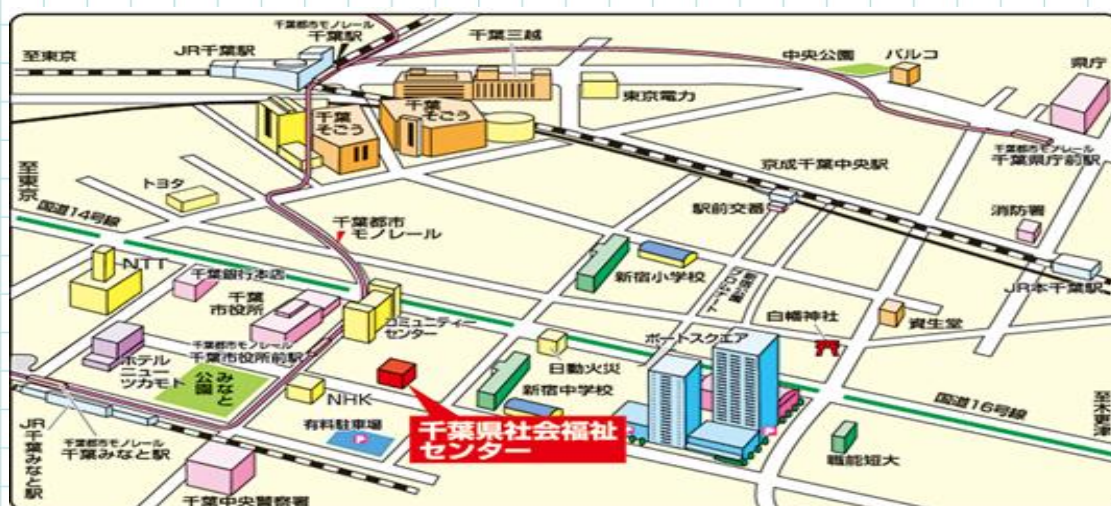 千葉都市モノレール
千葉駅
JR千葉駅
至東京
千葉三越
中央公園
パルコ
県庁
東京電力
千葉
そごう
千葉
そごう
千葉都市モノレール
千葉県庁前駅
京成千葉中央駅
至東京
トヨタ
国道14号線
千葉都市
モノレール
駅前交番
消防署
新宿小学校
JR本千葉駅
NTT
千葉銀行本店
千葉
市役所
コミュニティー
センター
千葉都市モノレール
千葉市役所前駅
ホテル
ニュー
ツカモト
みなと
公園
NHK
日動火災
新宿中学校
ポートスクエア
白幡神社
資生堂
国道16号線
至木更津
有料駐車場
P
千葉県社会福祉
センター
P
P
職能短大
JR千葉みなと駅
千葉都市モノレール
千葉みなと駅
千葉中央警察署